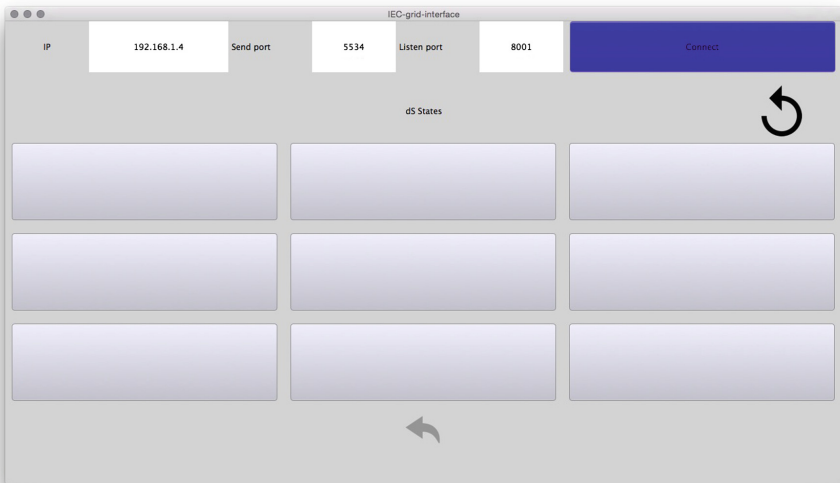 IEC-grid-interface
IP 192.168.1.4 Send port 5534 Listen port 8001 Connect
dS States